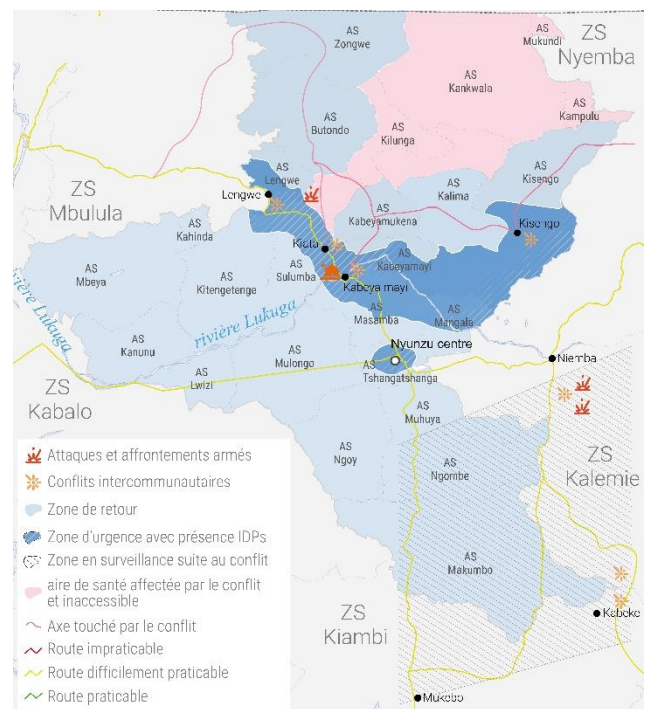 AS
Zongwe
AS
Mukundi
ZS
Nyemba
AS
Kankwala
AS
Kampulu
AS
Butondo
AS
Kilunga
AS
Lengwe
AS
Kisengo
ZS
Mbulula
Lengwe
AS
Kalima
AS
Kabeyamukena
Kisengo
AS
Kahinda
Kiata
AS
Mbeya
AS
Kitengetenge
AS
Sulumba
AS
Kabeyamayi
Kabeya mayi
rivière Lukuga
rivière Lukuga
AS
Masamba
AS
Mangala
AS
Kanunu
AS
Mulongo
Nyunzu centre
Niemba
AS
Lwizi
AS
Tshangatshanga
ZS
Kabalo
AS
Muhuya
AS
Ngoy
AS
Ngombe
ZS
Kalemie
AS
Makumbo
ZS
Kiambi
Kabeke
Mukebo
Attaques et affrontements armés
Conflits intercommunautaires
Zone de retour
Zone d'urgence avec présence IDPs
Zone en surveillance suite au conflit
aire de santé affectée par le conflit
et inaccessible
Axe touché par le conflit
Route impraticable
Route difficilement praticable
Route praticable